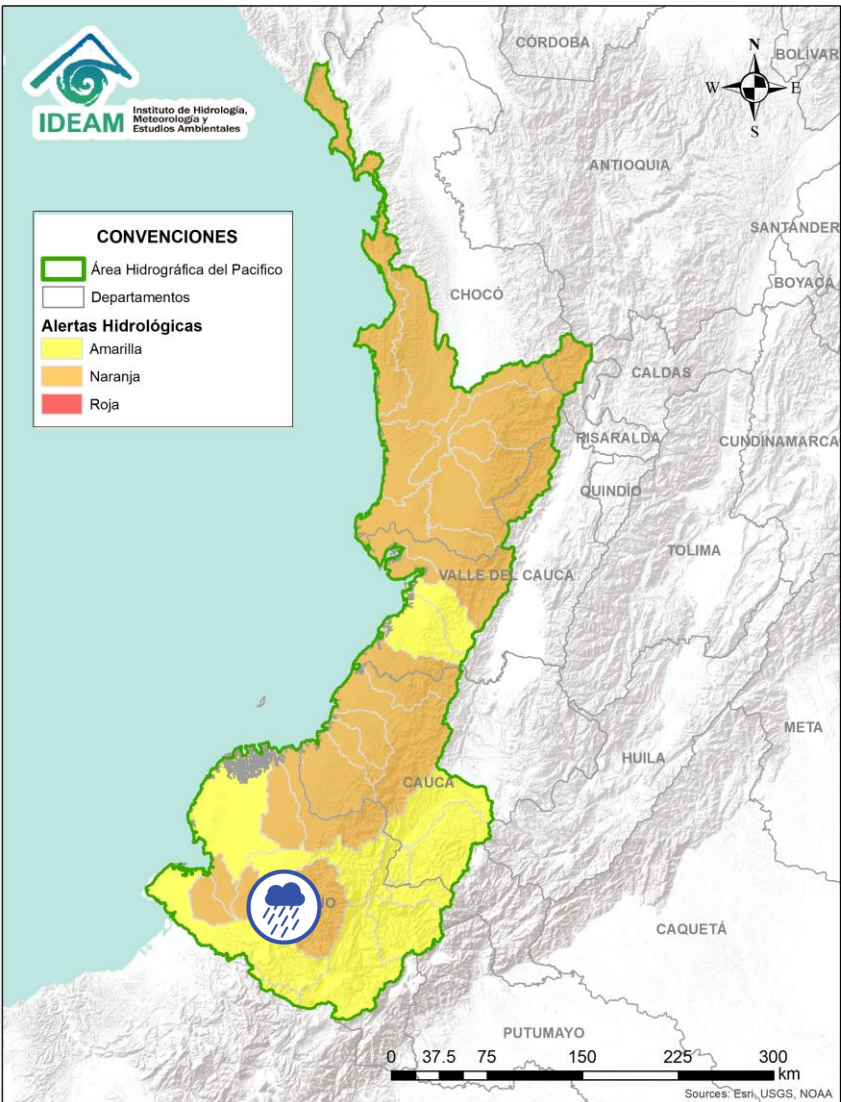 IDEAM
Instituto de Hidrología,
Meteorología y
Estudios Ambientales
N
W
E
S
CÓRDOBA
BOLÍVAR
ANTIOQUIA
SANTANDER
BOYACÁ
CHOCÓ
CALDAS
RISARALDA
CUNDINAMARCA
QUINDÍO
TOLIMA
VALLE DEL CAUCA
META
HUILA
CAUCA
CAQUETÁ
PUTUMAYO
CONVENCIONES
Área Hidrográfica del Pacifico
Departamentos
Alertas Hidrológicas
Amarilla
Naranja
Roja
0 37.5 75 150 225 300
km
Sources: Esri, USGS, NOAA